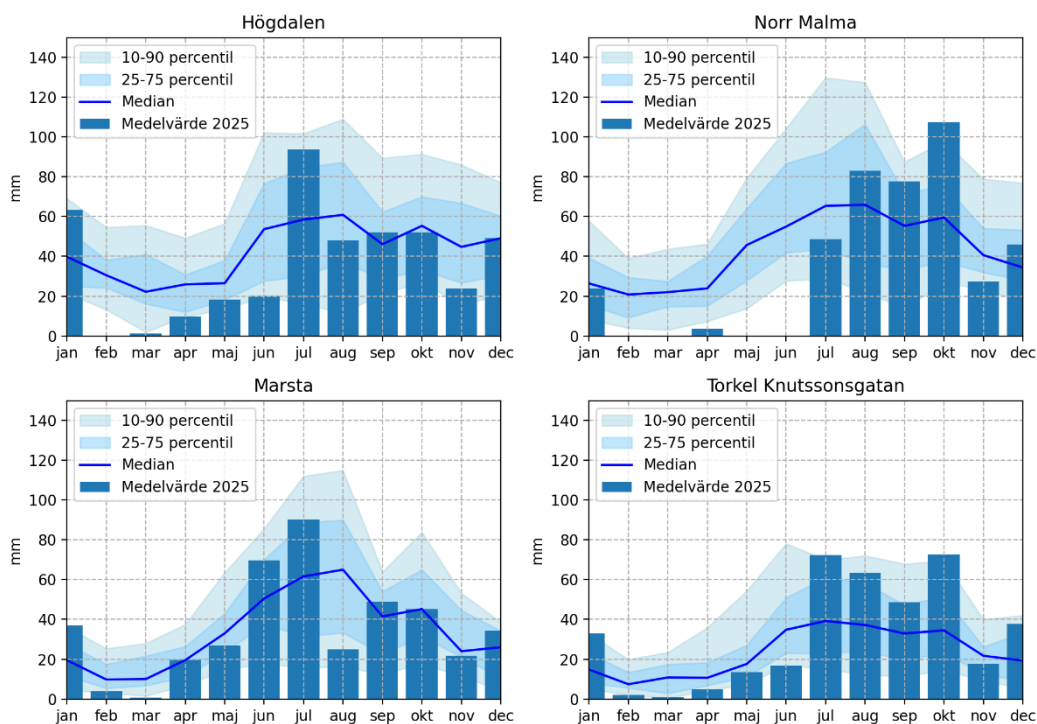 Högdalen
150
140
120
100
80
60
40
20
0
mm
10-90 percentil
25-75 percentil
Median
Medelvärde 2025
jan feb mar apr maj jun jul aug sep okt nov dec
Norr Malma
140
120
100
80
60
40
20
0
mm
10-90 percentil
25-75 percentil
Median
Medelvärde 2025
jan feb mar apr maj jun jul aug sep okt nov dec
Marsta
140
120
100
80
60
40
20
0
mm
10-90 percentil
25-75 percentil
Median
Medelvärde 2025
jan feb mar apr maj jun jul aug sep okt nov dec
Torkel Knutssonsgatan
140
120
100
80
60
40
20
0
mm
10-90 percentil
25-75 percentil
Median
Medelvärde 2025
jan feb mar apr maj jun jul aug sep okt nov dec